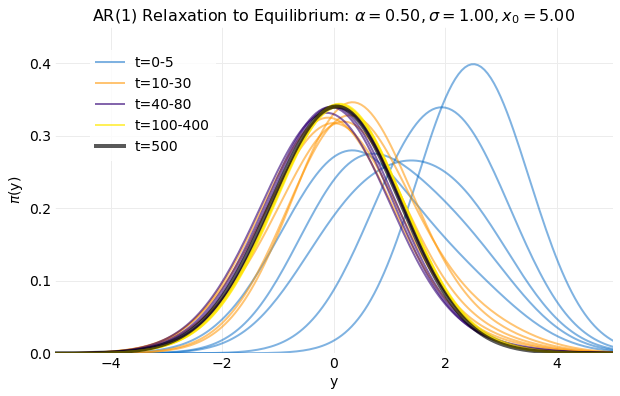 AR(1) Relaxation to Equilibrium: α = 0.50, σ = 1.00, x₀ = 5.00
π(y)
0.4
0.3
0.2
0.1
0.0
t=0-5
t=10-30
t=40-80
t=100-400
t=500
−4
−2
0
2
4
y